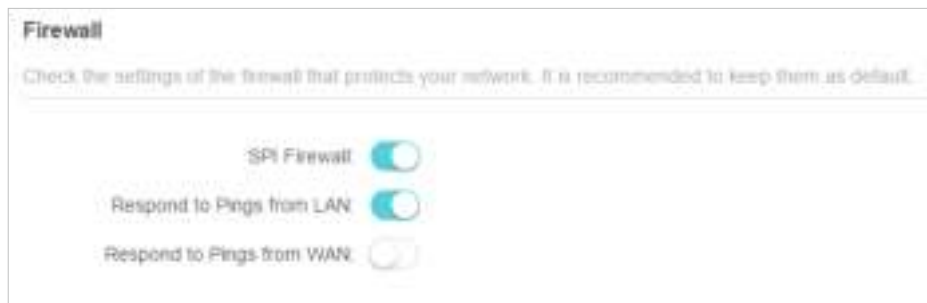 Firewall
Check the settings of the firewall that protects your network. It is recommended to keep them as default.
SPI Firewall:
Respond to Pings from LAN:
Respond to Pings from WAN: